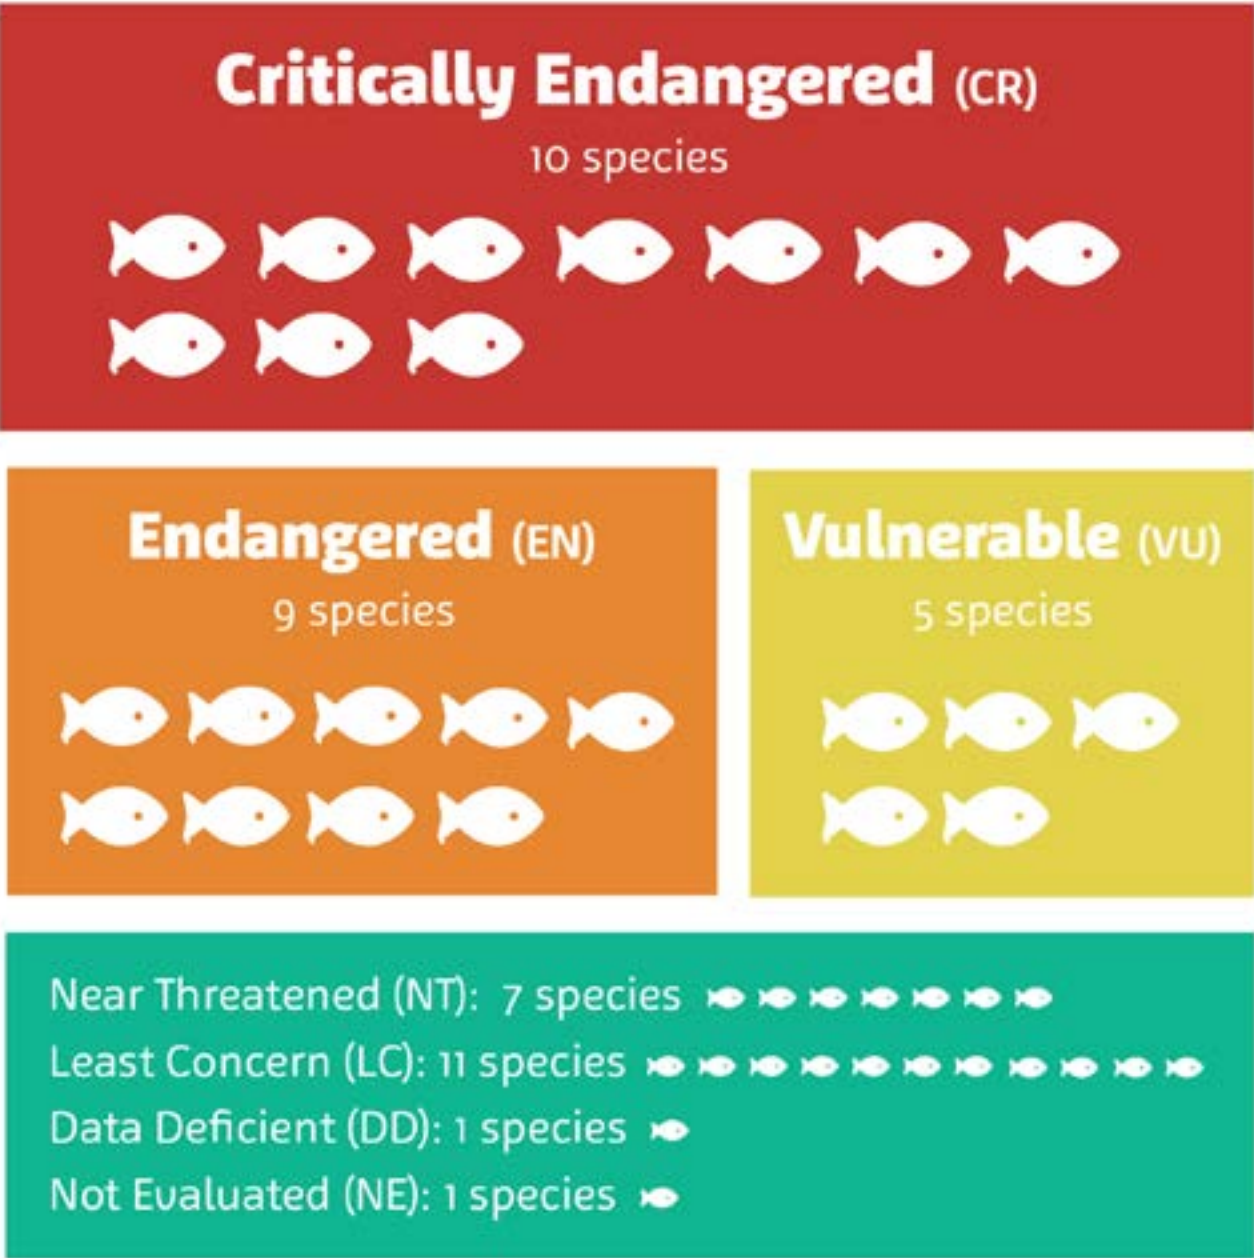 Critically Endangered (CR)
10 species
Endangered (EN)
9 species
Vulnerable (VU)
5 species
Near Threatened (NT): 7 species
Least Concern (LC): 11 species
Data Deficient (DD): 1 species
Not Evaluated (NE): 1 species